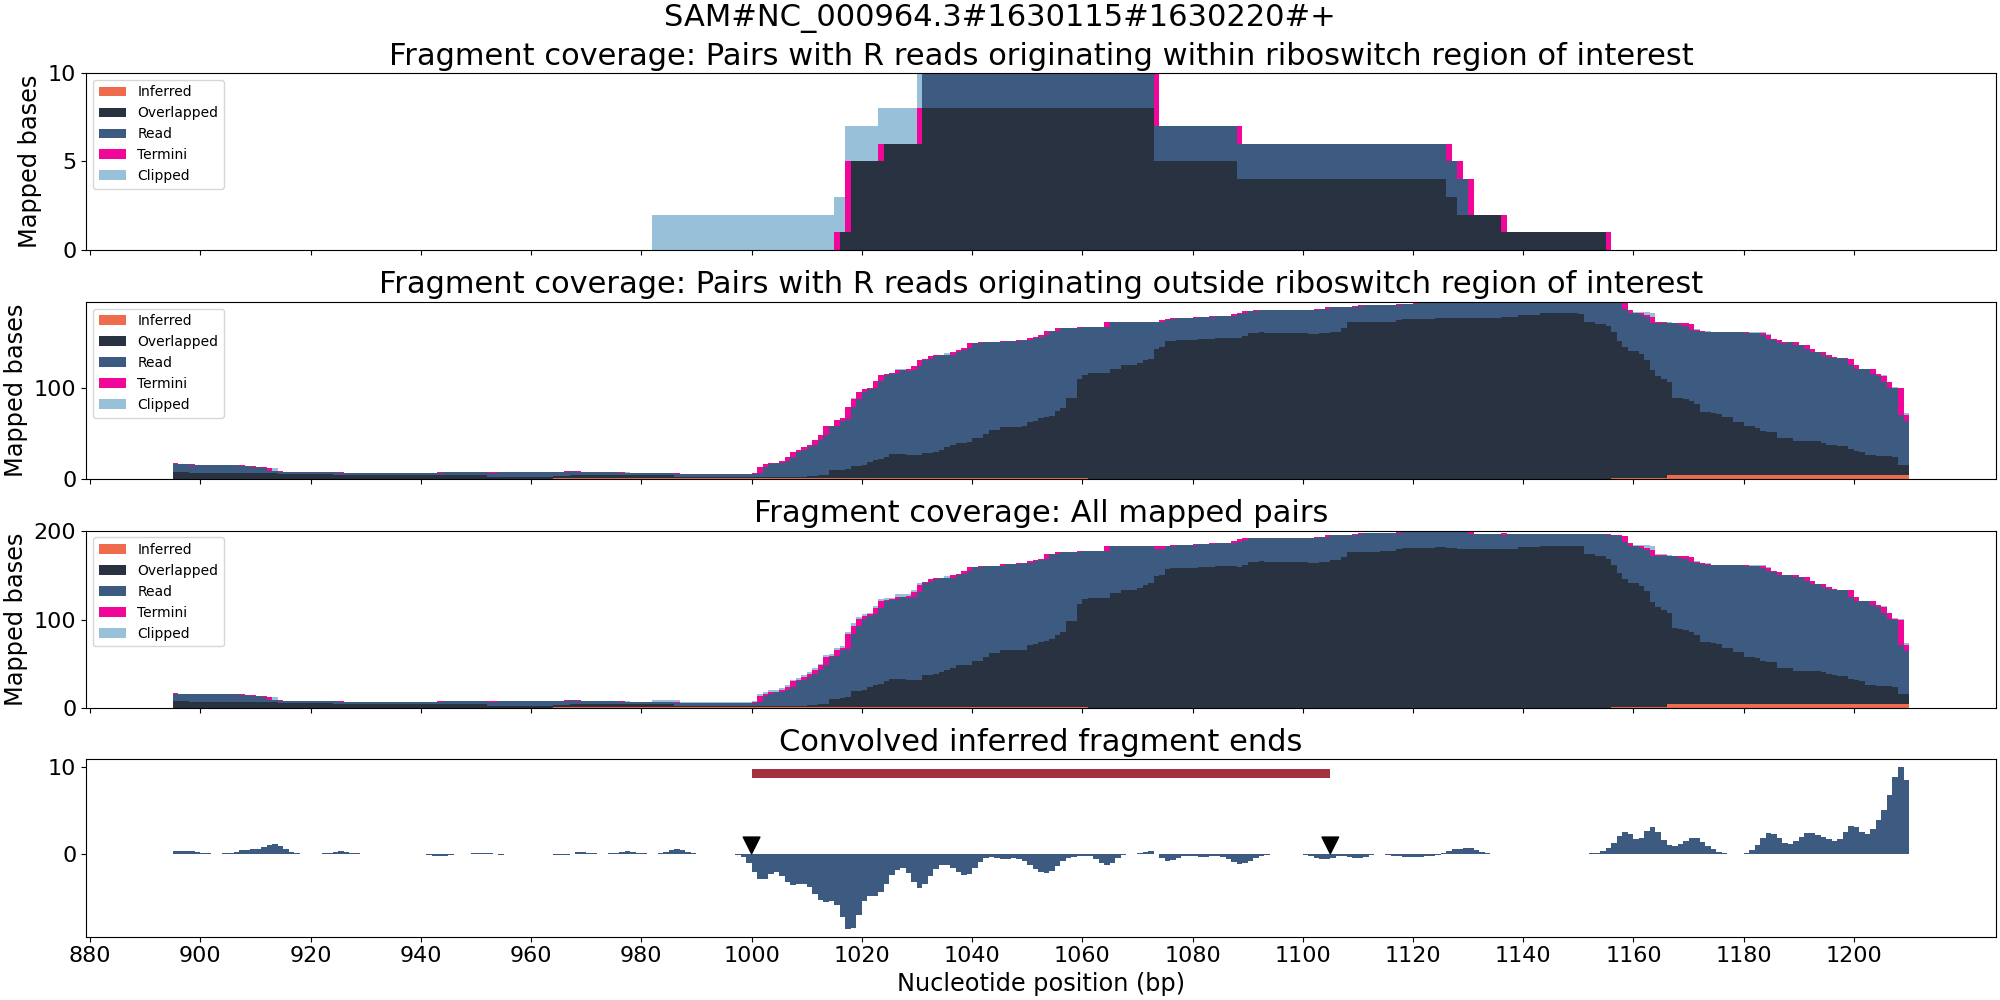 SAM#NC_000964.3#1630115#1630220#+
Fragment coverage: Pairs with R reads originating within riboswitch region of interest
Mapped bases
10
5
0
Inferred
Overlapped
Read
Termini
Clipped
Fragment coverage: Pairs with R reads originating outside riboswitch region of interest
Mapped bases
100
0
Inferred
Overlapped
Read
Termini
Clipped
Fragment coverage: All mapped pairs
Mapped bases
200
100
0
Inferred
Overlapped
Read
Termini
Clipped
Convolved inferred fragment ends
10
0
880 900 920 940 960 980 1000 1020 1040 1060 1080 1100 1120 1140 1160 1180 1200
Nucleotide position (bp)